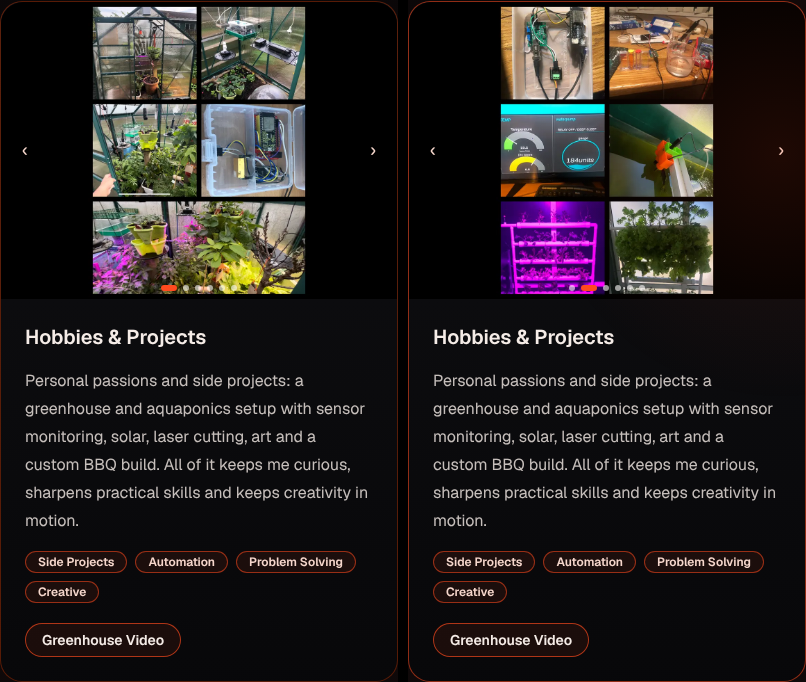 184units
Hobbies & Projects
Personal passions and side projects: a
greenhouse and aquaponics setup with sensor
monitoring, solar, laser cutting, art and a
custom BBQ build. All of it keeps me curious,
sharpens practical skills and keeps creativity in
motion.
Side Projects Automation Problem Solving
Creative
Greenhouse Video
Hobbies & Projects
Personal passions and side projects: a
greenhouse and aquaponics setup with sensor
monitoring, solar, laser cutting, art and a
custom BBQ build. All of it keeps me curious,
sharpens practical skills and keeps creativity in
motion.
Side Projects Automation Problem Solving
Creative
Greenhouse Video